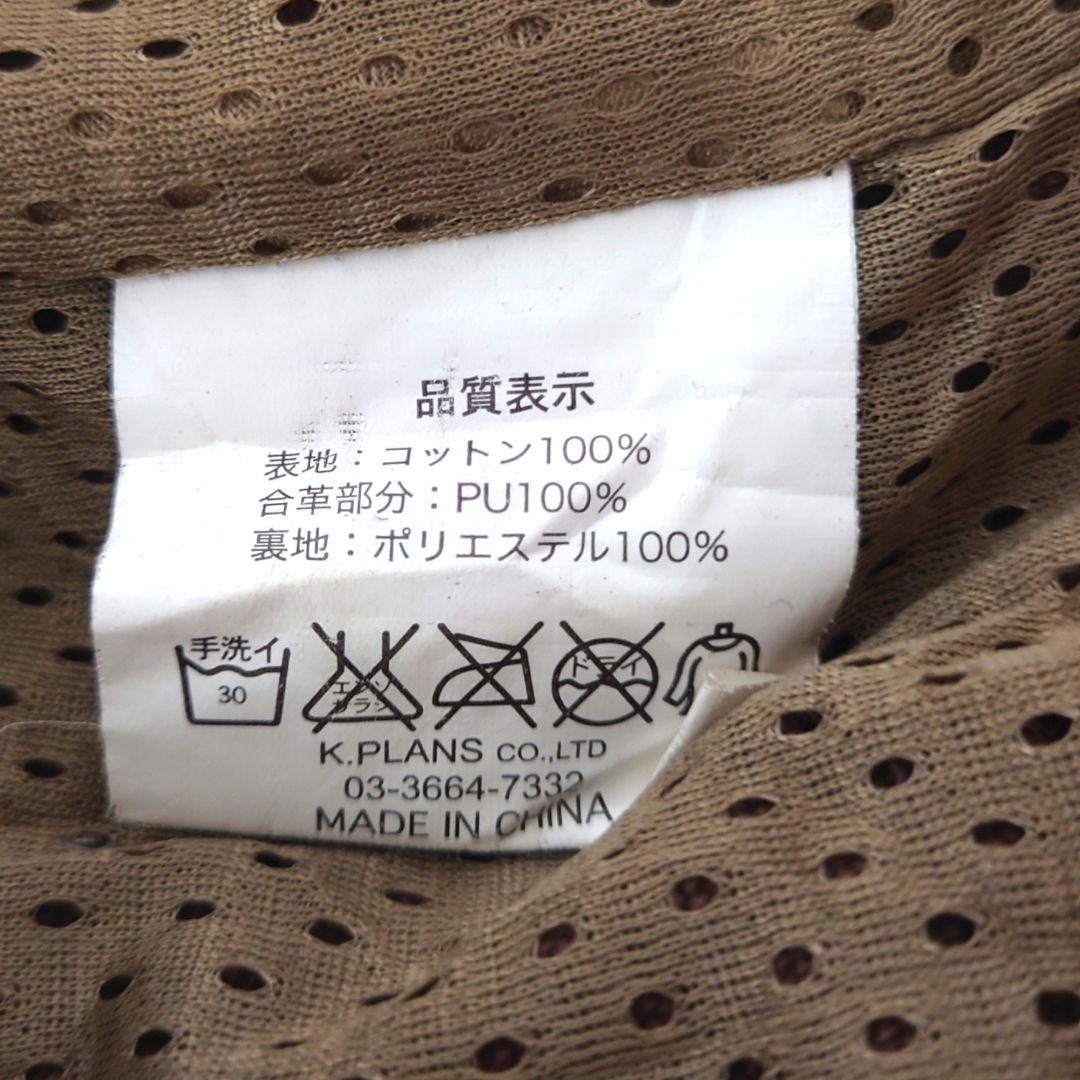 品質表示
表地：コットン100%
合革部分：PU100%
裏地：ポリエステル100%
手洗イ
30
エンソ
サラシ
ドライ
K.PLANS CO.,LTD
03-3664-7332
MADE IN CHINA